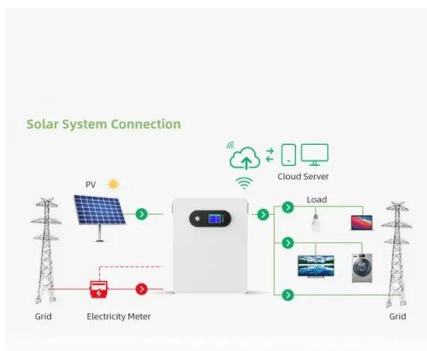 Solar System Connection
PV
Cloud Server
Load
Grid
Electricity Meter
Grid